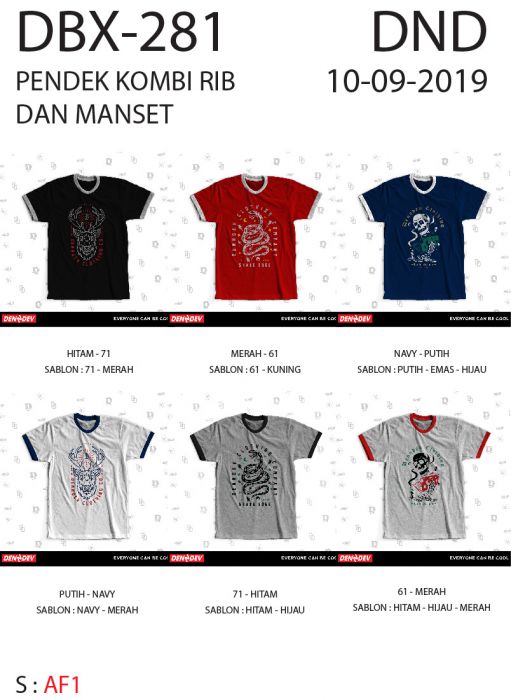 DBX-281
DND
PENDEK KOMBI RIB
DAN MANSET
10-09-2019
DENDDEV
EVERYONE CAN BE COOL
DENDDEV
EVERYONE CAN BE COOL
DENDDEV
EVERYONE CAN BE COOL
HITAM - 71
SABLON : 71 - MERAH
MERAH - 61
SABLON : 61 - KUNING
NAVY - PUTIH
SABLON : PUTIH - EMAS - HIJAU
DENDDEV
EVERYONE CAN BE COOL
DENDDEV
EVERYONE CAN BE COOL
DENDDEV
EVERYONE CAN BE COOL
PUTIH - NAVY
SABLON : NAVY - MERAH
71 - HITAM
SABLON : HITAM - HIJAU
61 - MERAH
SABLON : HITAM - HIJAU - MERAH
S : AF1